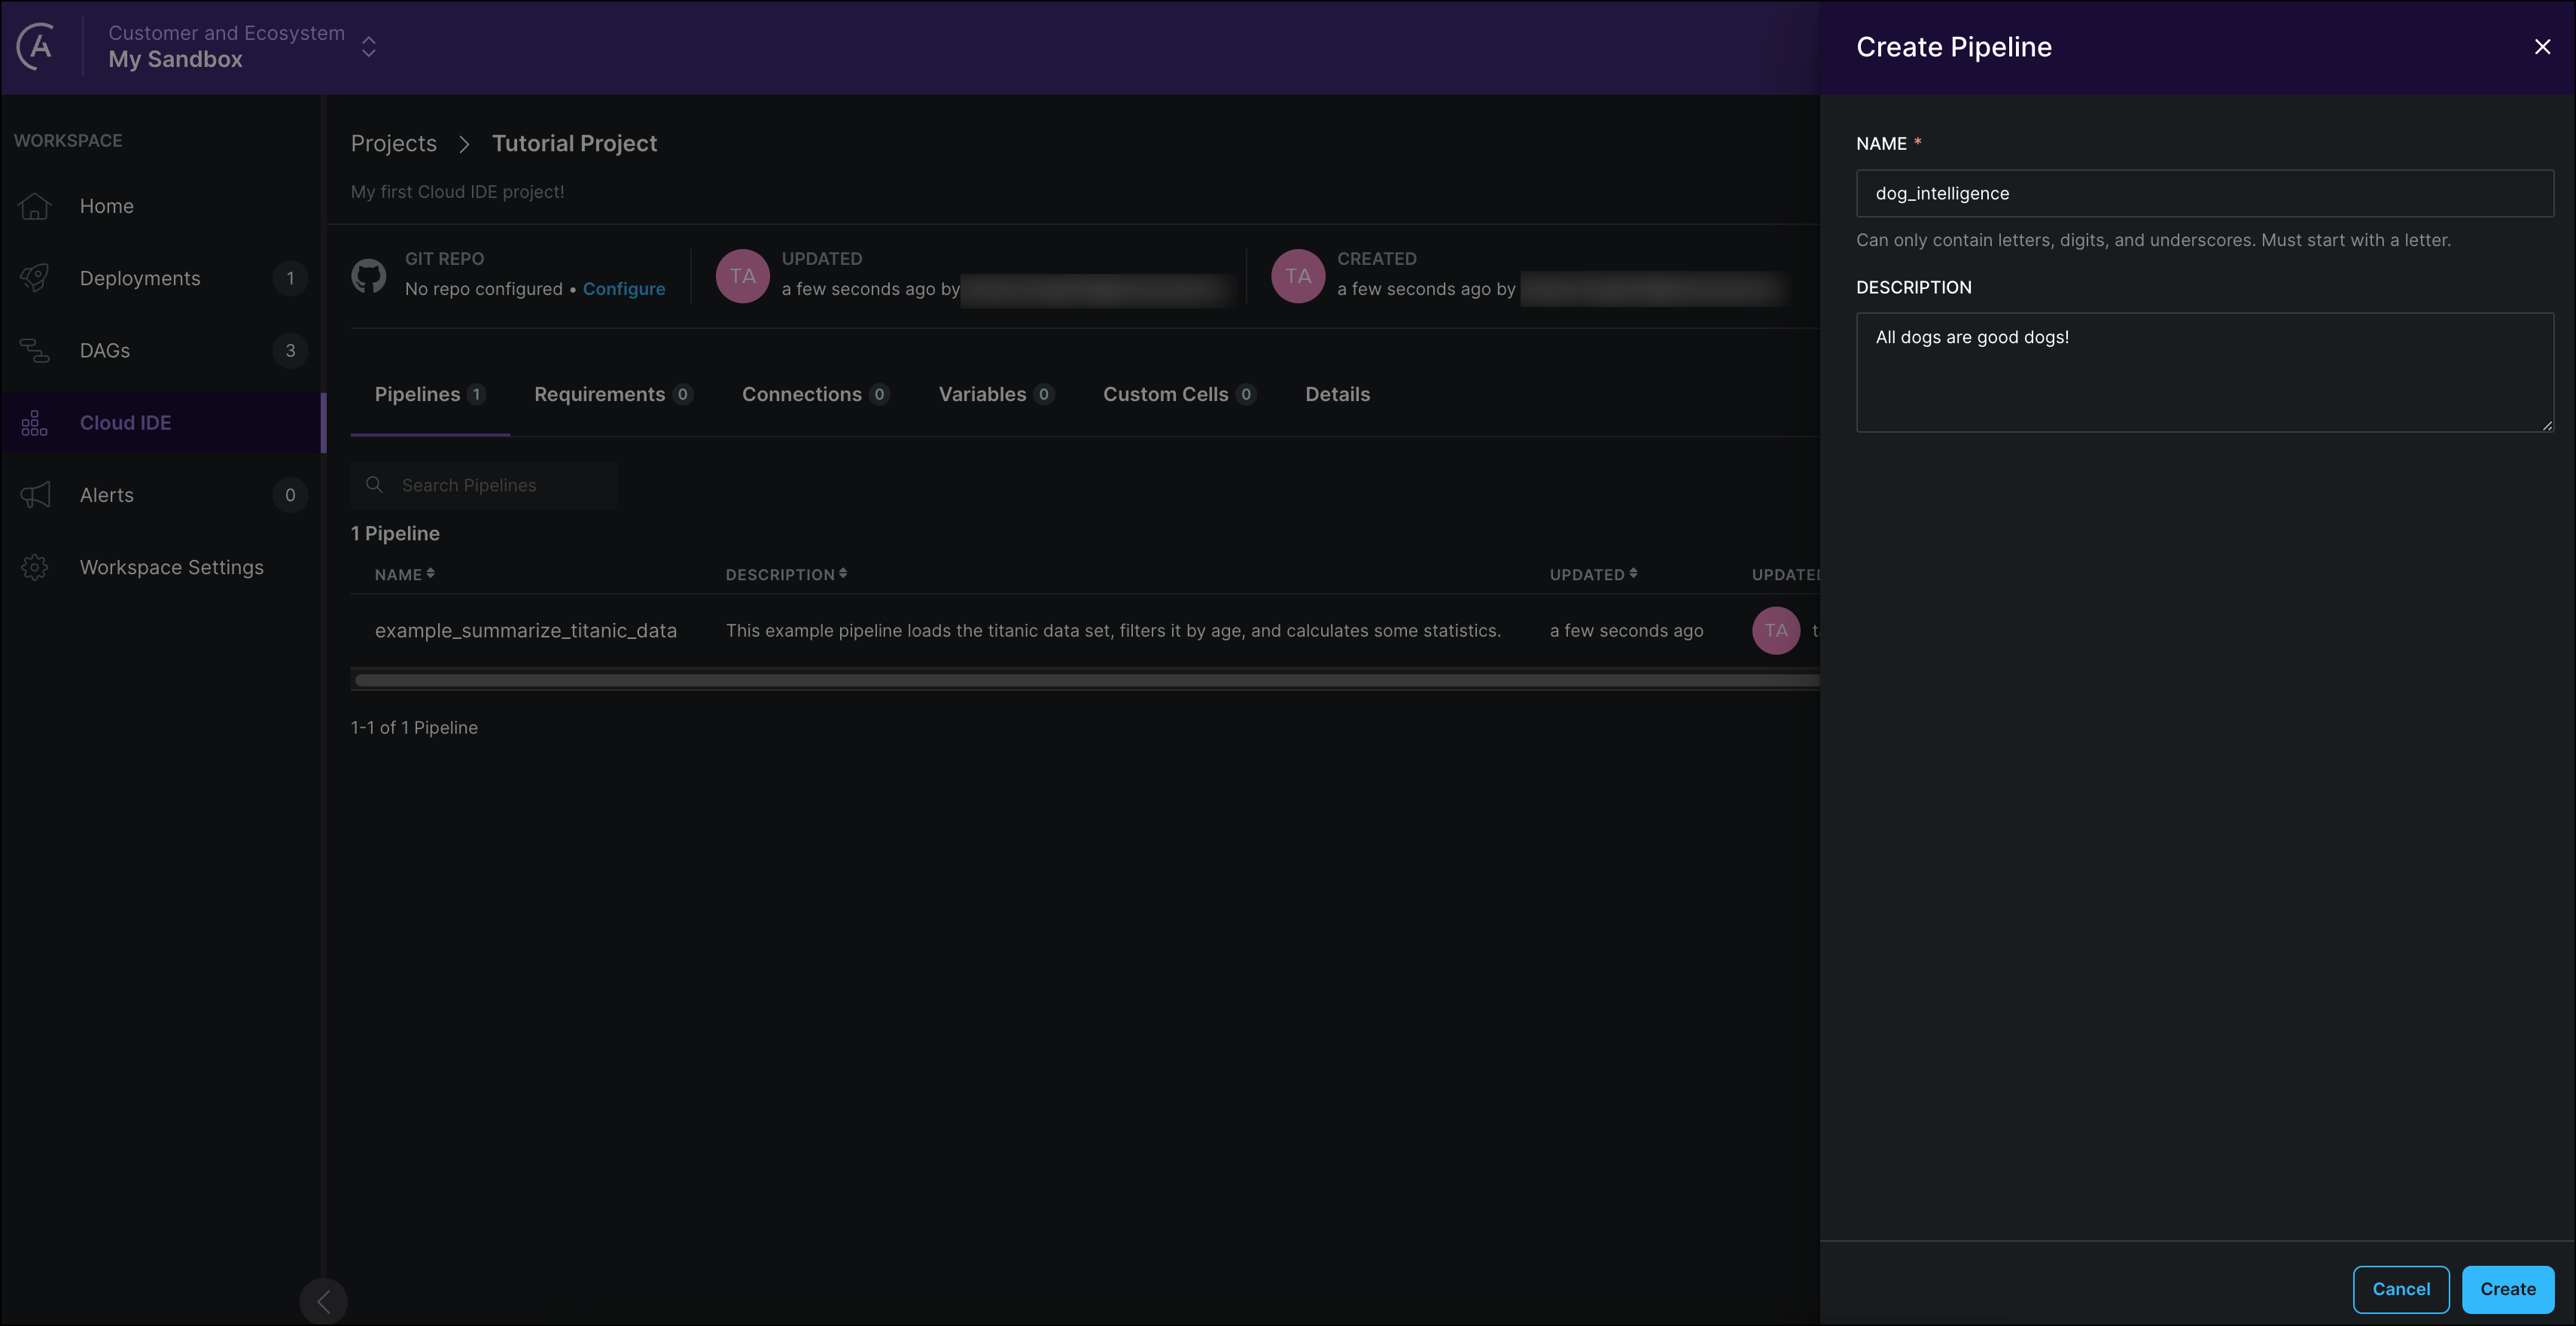 Customer and Ecosystem
My Sandbox
WORKSPACE
Home
Deployments 1
DAGs 3
Cloud IDE
Alerts 0
Workspace Settings
Projects > Tutorial Project
My first Cloud IDE project!
GIT REPO
No repo configured • Configure
TA
UPDATED
a few seconds ago by
TA
CREATED
a few seconds ago by
Pipelines 1 Requirements 0 Connections 0 Variables 0 Custom Cells 0 Details
Search Pipelines
1 Pipeline
NAME DESCRIPTION UPDATED UPDATED
example_summarize_titanic_data This example pipeline loads the titanic data set, filters it by age, and calculates some statistics. a few seconds ago TA
1-1 of 1 Pipeline
Create Pipeline
NAME *
dog_intelligence
Can only contain letters, digits, and underscores. Must start with a letter.
DESCRIPTION
All dogs are good dogs!
Cancel Create